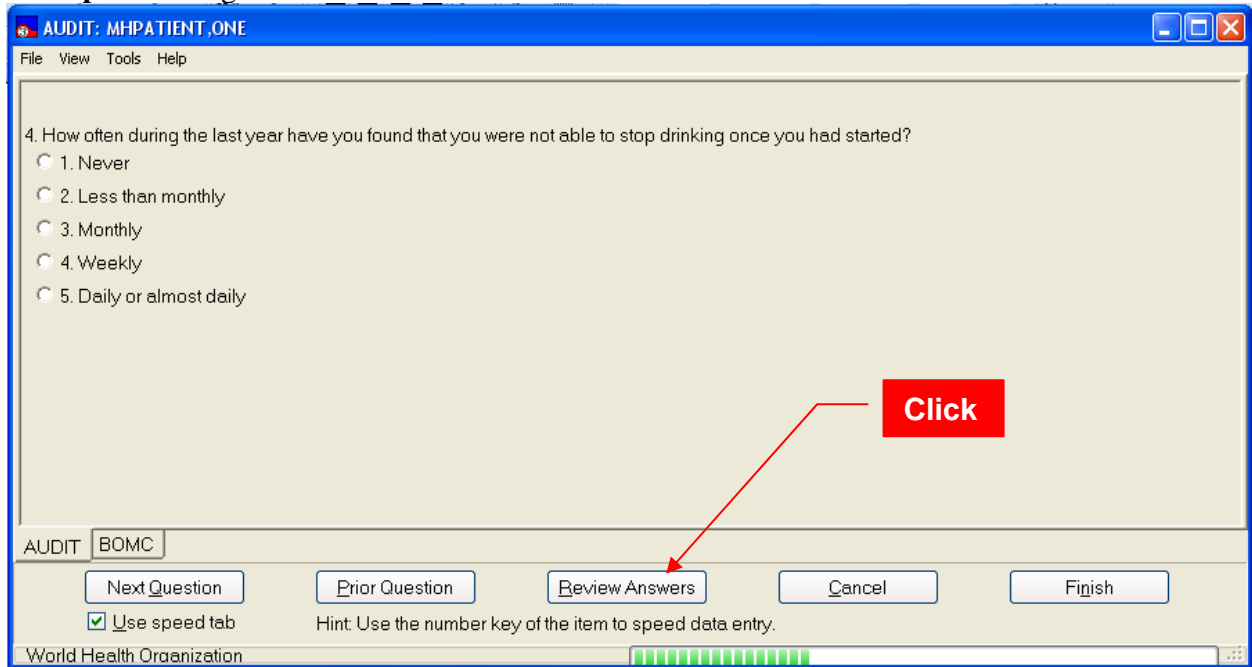 AUDIT: MHPATIENT,ONE
File View Tools Help
4. How often during the last year have you found that you were not able to stop drinking once you had started?
1. Never
2. Less than monthly
3. Monthly
4. Weekly
5. Daily or almost daily
Click
AUDIT BOMC
Next Question Prior Question Review Answers Cancel Finish
Use speed tab Hint: Use the number key of the item to speed data entry.
World Health Organization